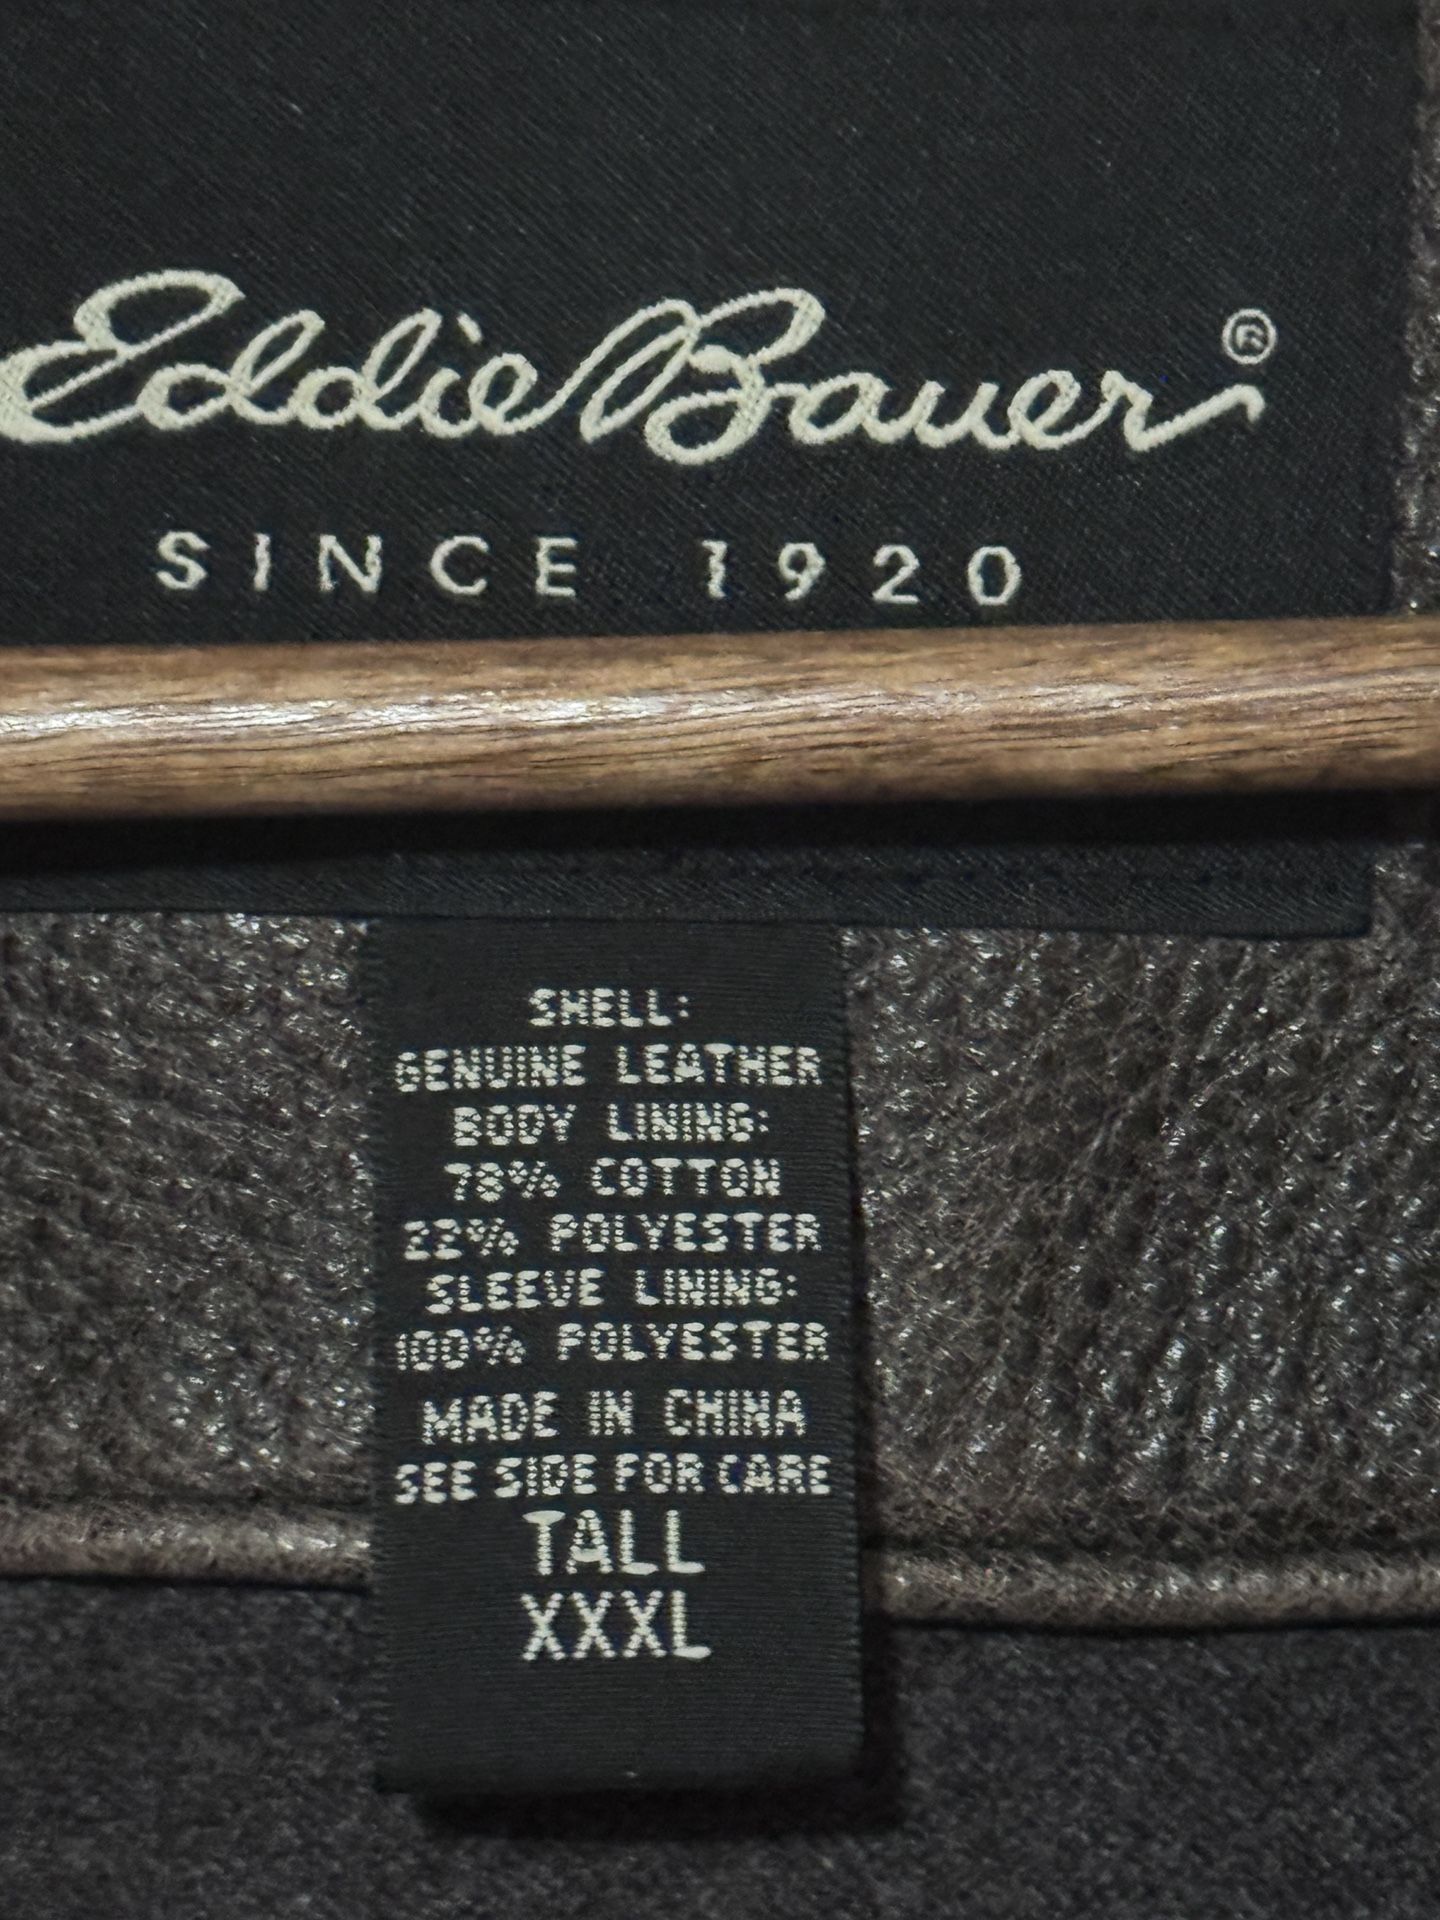 Eddie Bauer®
SINCE 1920
SHELL:
GENUINE LEATHER
BODY LINING:
78% COTTON
22% POLYESTER
SLEEVE LINING:
100% POLYESTER
MADE IN CHINA
SEE SIDE FOR CARE
TALL
XXXL